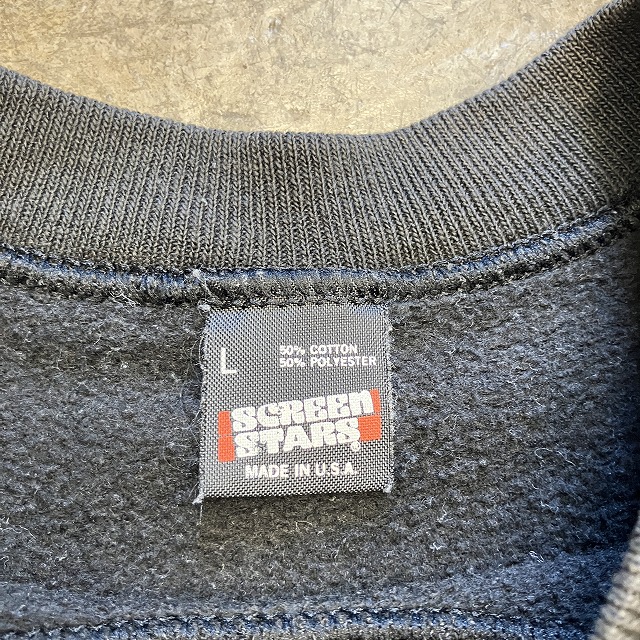 L
50% COTTON
50% POLYESTER
SCREEN
STARS®
MADE IN U.S.A.